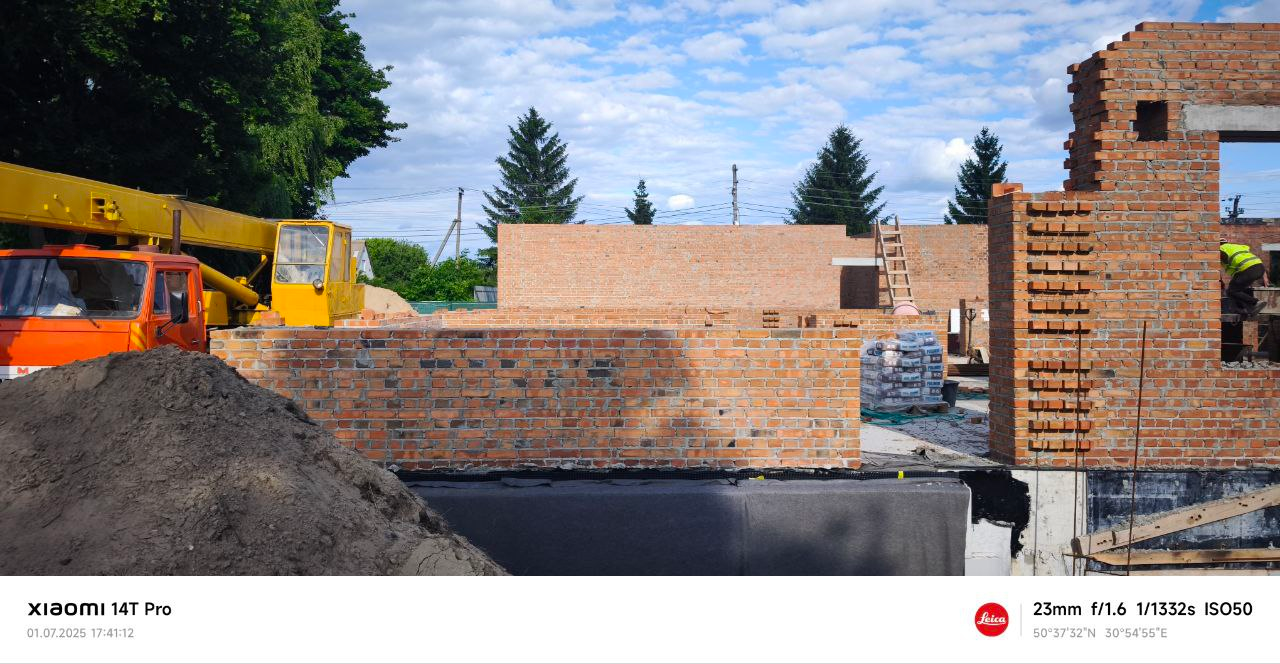 XIAOMI 14T Pro
01.07.2025 17:41:12
Leica
23mm f/1.6 1/1332s ISO50
50°37'32"N 30°54'55"E